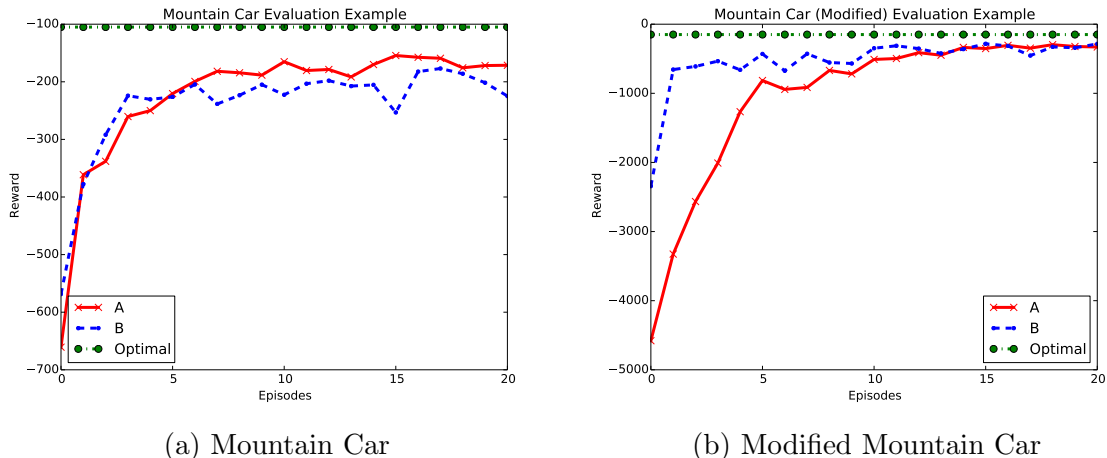 Mountain Car Evaluation Example
−100
−200
−300
−400
−500
−600
−700
Reward
0
5
10
15
20
Episodes
A
B
Optimal
(a) Mountain Car
Mountain Car (Modified) Evaluation Example
0
−1000
−2000
−3000
−4000
−5000
Reward
0
5
10
15
20
Episodes
A
B
Optimal
(b) Modified Mountain Car